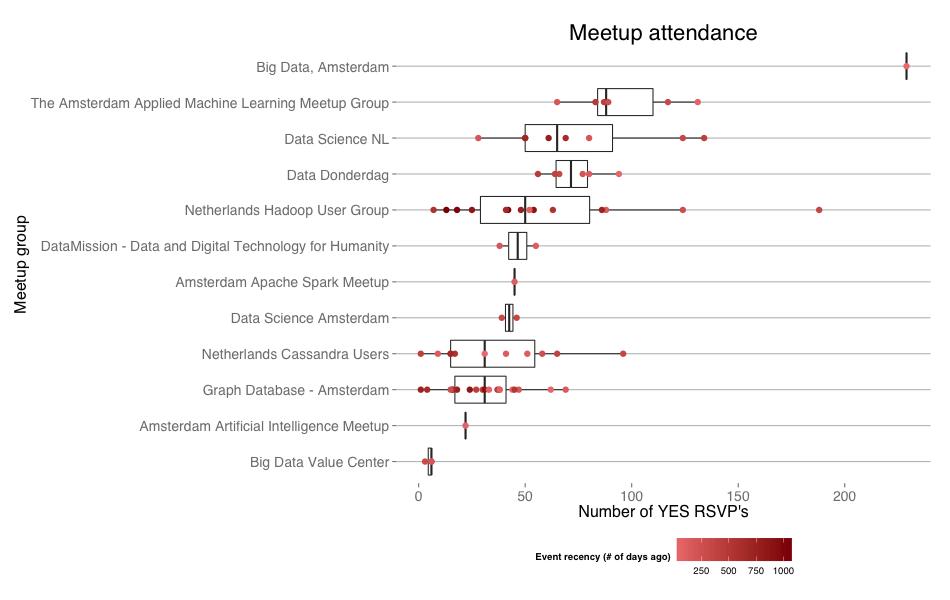 Meetup attendance
Meetup group
Big Data, Amsterdam
The Amsterdam Applied Machine Learning Meetup Group
Data Science NL
Data Donderdag
Netherlands Hadoop User Group
DataMission - Data and Digital Technology for Humanity
Amsterdam Apache Spark Meetup
Data Science Amsterdam
Netherlands Cassandra Users
Graph Database - Amsterdam
Amsterdam Artificial Intelligence Meetup
Big Data Value Center
0 50 100 150 200
Number of YES RSVP's
Event recency (# of days ago)
250 500 750 1000